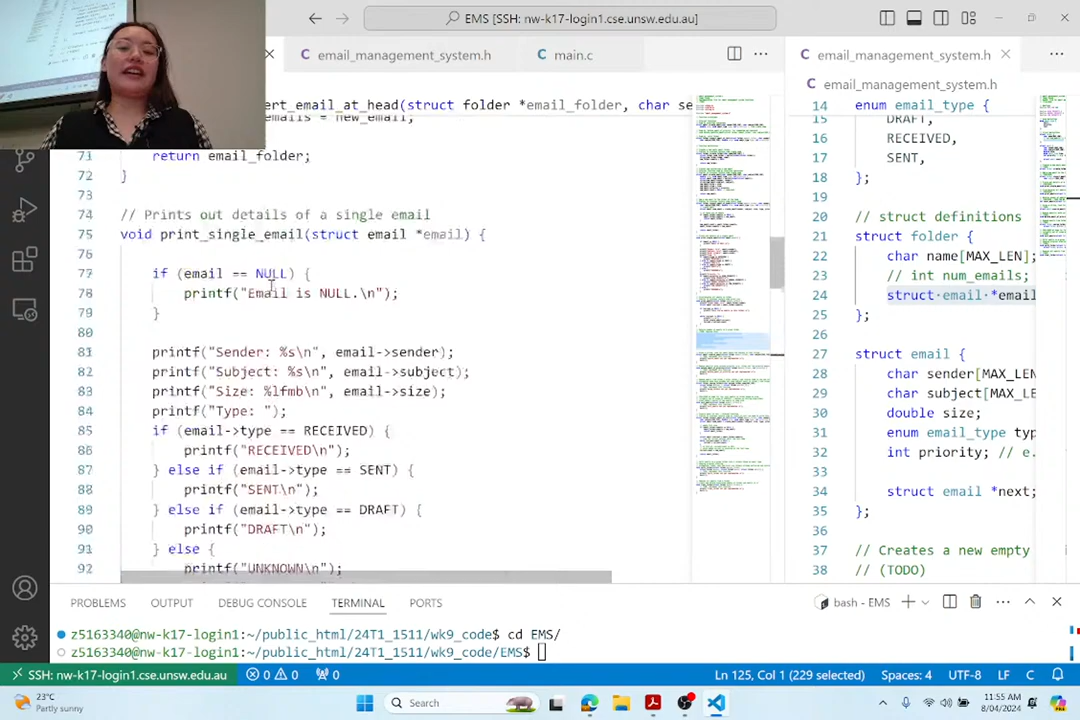 EMS [SSH: nw-k17-login1.cse.unsw.edu.au]
email_management_system.h
main.c
email_management_system.h
email_management_system.h
ert_email_at_head(struct folder *email_folder, char se
emails = new_email;
71 return email_folder;
72 }
73
74 // Prints out details of a single email
75 void print_single_email(struct email *email) {
76
77 if (email == NULL) {
78 printf("Email is NULL.\n");
79 }
80
81 printf("Sender: %s\n", email->sender);
82 printf("Subject: %s\n", email->subject);
83 printf("Size: %lfmb\n", email->size);
84 printf("Type: ");
85 if (email->type == RECEIVED) {
86 printf("RECEIVED\n");
87 } else if (email->type == SENT) {
88 printf("SENT\n");
89 } else if (email->type == DRAFT) {
90 printf("DRAFT\n");
91 } else {
92 printf("UNKNOWN\n");
14 enum email_type {
15 DRAFT,
16 RECEIVED,
17 SENT,
18 };
19
20 // struct definitions
21 struct folder {
22 char name[MAX_LEN];
23 // int num_emails;
24 struct email *email
25 };
26
27 struct email {
28 char sender[MAX_LEN
29 char subject[MAX_LE
30 double size;
31 enum email_type typ
32 int priority; // e.
33
34 struct email *next;
35 };
36
37 // Creates a new empty
38 // (TODO)
PROBLEMS OUTPUT DEBUG CONSOLE TERMINAL PORTS
bash - EMS
z5163340@nw-k17-login1:~/public_html/24T1_1511/wk9_code$ cd EMS/
z5163340@nw-k17-login1:~/public_html/24T1_1511/wk9_code/EMS$
SSH: nw-k17-login1.cse.unsw.edu.au 0 0 0 Ln 125, Col 1 (229 selected) Spaces: 4 UTF-8 LF C
23°C
Partly sunny
Search
11:55 AM
8/04/2024